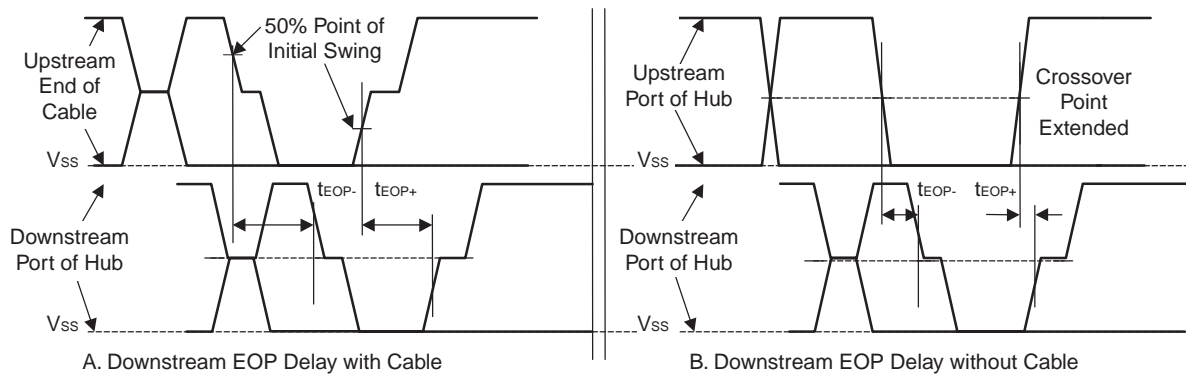 50% Point of
Initial Swing
Upstream
End of
Cable
VSS
tEOP-
tEOP+
Downstream
Port of Hub
VSS
A. Downstream EOP Delay with Cable
Upstream
Port of Hub
Crossover
Point
Extended
VSS
tEOP-
tEOP+
Downstream
Port of Hub
VSS
B. Downstream EOP Delay without Cable